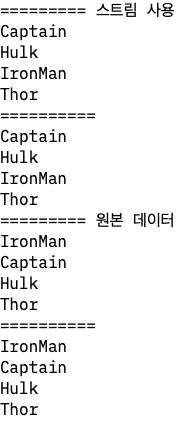 ========= 스트림 사용
Captain
Hulk
IronMan
Thor
==========
Captain
Hulk
IronMan
Thor
========= 원본 데이터
IronMan
Captain
Hulk
Thor
==========
IronMan
Captain
Hulk
Thor